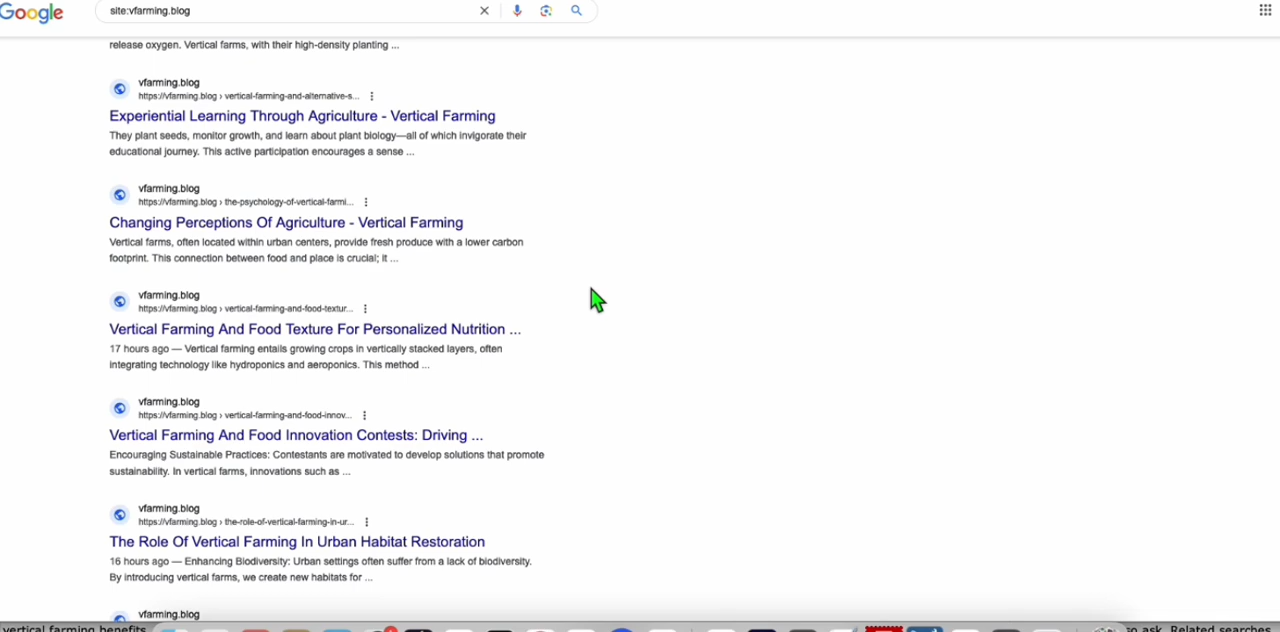 Google
site:vfarming.blog
release oxygen. Vertical farms, with their high-density planting ...
vfarming.blog
https://vfarming.blog › vertical-farming-and-alternative-s...
Experiential Learning Through Agriculture - Vertical Farming
They plant seeds, monitor growth, and learn about plant biology—all of which invigorate their
educational journey. This active participation encourages a sense ...
vfarming.blog
https://vfarming.blog › the-psychology-of-vertical-farmi...
Changing Perceptions Of Agriculture - Vertical Farming
Vertical farms, often located within urban centers, provide fresh produce with a lower carbon
footprint. This connection between food and place is crucial; it ...
vfarming.blog
https://vfarming.blog › vertical-farming-and-food-textur...
Vertical Farming And Food Texture For Personalized Nutrition ...
17 hours ago — Vertical farming entails growing crops in vertically stacked layers, often
integrating technology like hydroponics and aeroponics. This method ...
vfarming.blog
https://vfarming.blog › vertical-farming-and-food-innov...
Vertical Farming And Food Innovation Contests: Driving ...
Encouraging Sustainable Practices: Contestants are motivated to develop solutions that promote
sustainability. In vertical farms, innovations such as ...
vfarming.blog
https://vfarming.blog › the-role-of-vertical-farming-in-ur...
The Role Of Vertical Farming In Urban Habitat Restoration
16 hours ago — Enhancing Biodiversity: Urban settings often suffer from a lack of biodiversity.
By introducing vertical farms, we create new habitats for ...
vfarming.blog
vertical farming benefits
so ask, Related searches